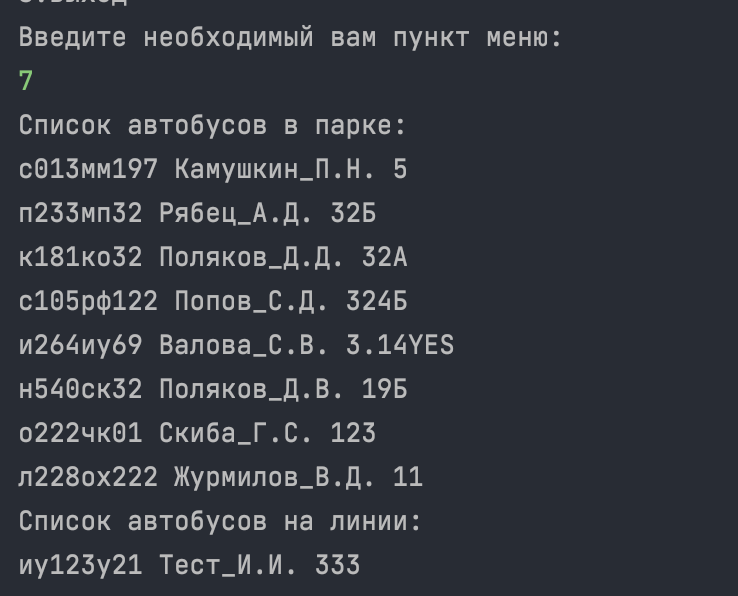 Введите необходимый вам пункт меню:
7
Список автобусов в парке:
с013мм197 Камушкин_П.Н. 5
п233мп32 Рябец_А.Д. 32Б
к181ко32 Поляков_Д.Д. 32А
с105рф122 Попов_С.Д. 324Б
и264иу69 Валова_С.В. 3.14YES
н540ск32 Поляков_Д.В. 19Б
о222чк01 Скиба_Г.С. 123
л228ох222 Журмилов_В.Д. 11
Список автобусов на линии:
иу123у21 Тест_И.И. 333